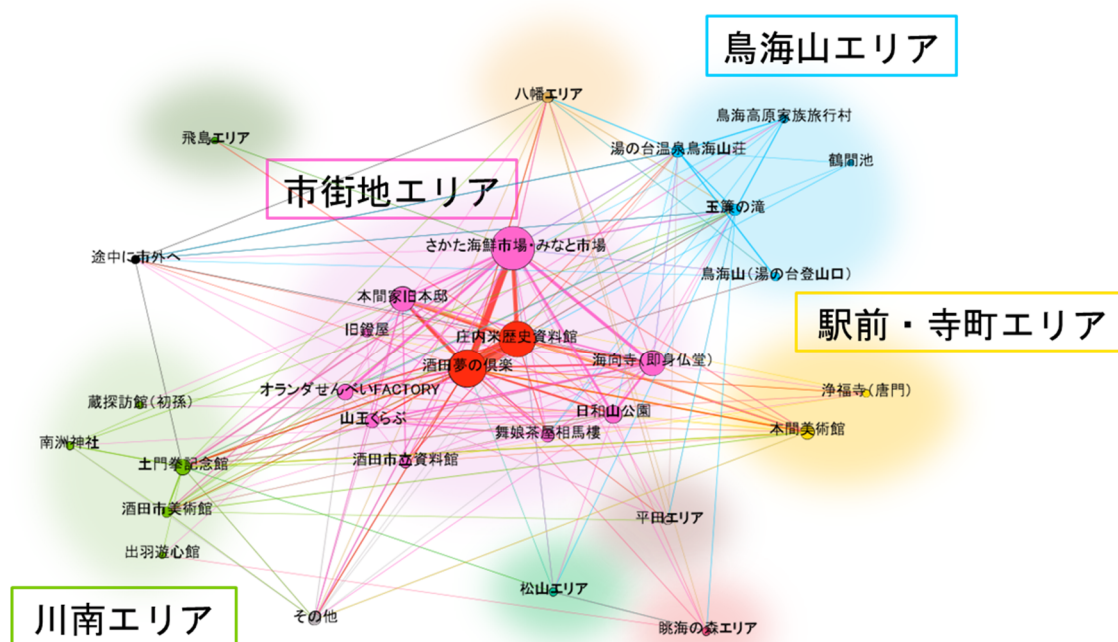 鳥海山エリア
八幡エリア
鳥海高原家族旅行村
飛島エリア
湯の台温泉鳥海山荘
鶴間池
市街地エリア
玉簾の滝
さかた海鮮市場・みなと市場
途中に市外へ
鳥海山(湯の台登山口)
本間家旧本邸
駅前・寺町エリア
旧鐙屋
庄内米歴史資料館
酒田夢の倶楽
海向寺(即身仏堂)
オランダせんべいFACTORY
浄福寺(唐門)
蔵探訪館(初孫)
日和山公園
山王くらぶ
舞娘茶屋相馬樓
本間美術館
南洲神社
土門拳記念館
酒田市立資料館
酒田市美術館
平田エリア
出羽遊心館
松山エリア
川南エリア
その他
眺海の森エリア